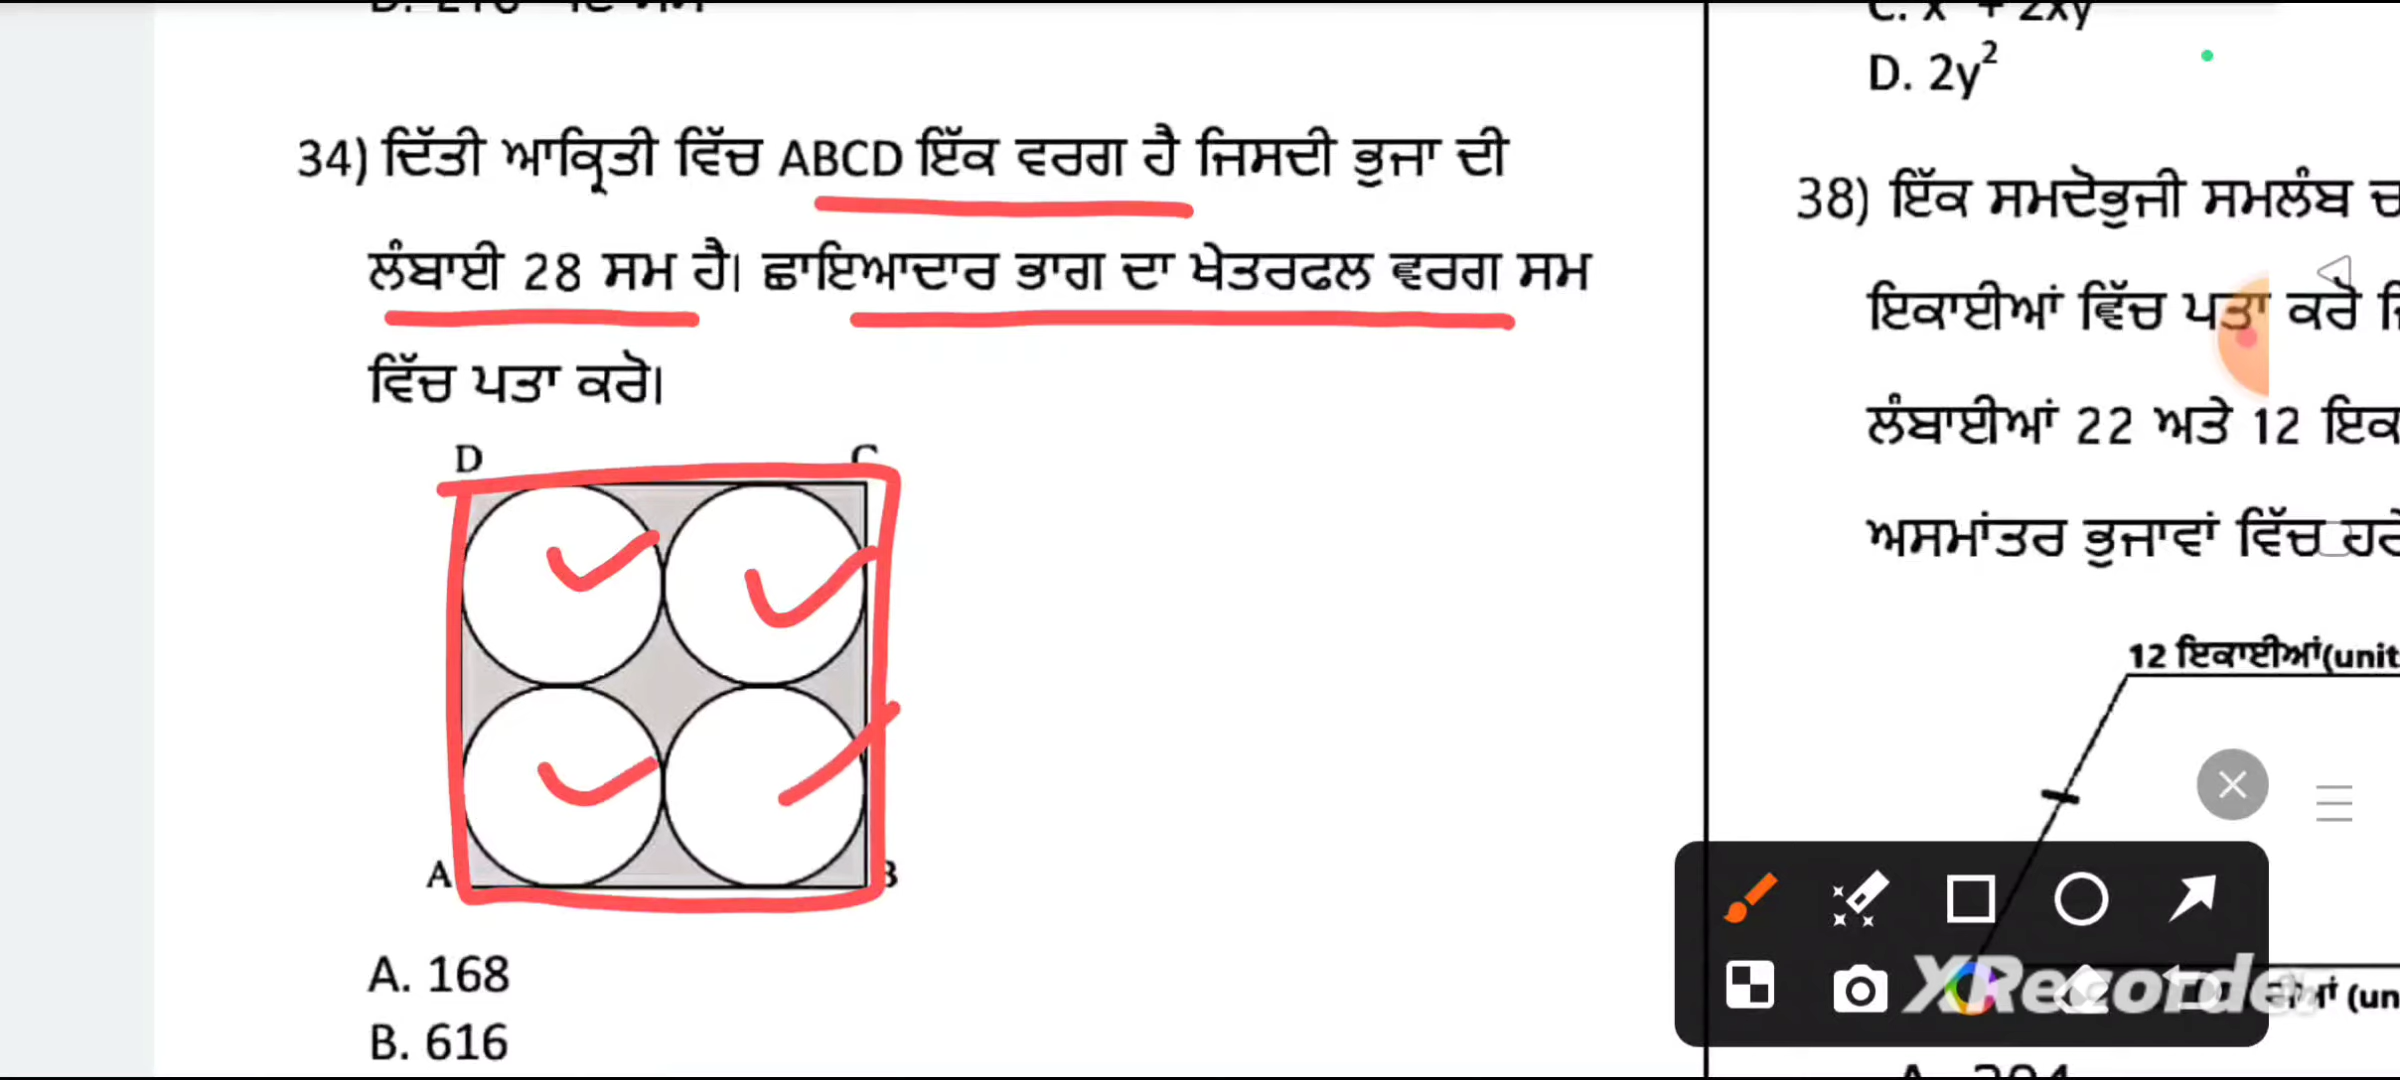 D. 2y²
34) ਦਿੱਤੀ ਆਕ੍ਰਿਤੀ ਵਿੱਚ ABCD ਇੱਕ ਵਰਗ ਹੈ ਜਿਸਦੀ ਭੁਜਾ ਦੀ
ਲੰਬਾਈ 28 ਸਮ ਹੈ। ਛਾਇਆਦਾਰ ਭਾਗ ਦਾ ਖੇਤਰਫਲ ਵਰਗ ਸਮ
ਵਿੱਚ ਪਤਾ ਕਰੋ।
D C
A B
A. 168
B. 616
C. x + 2xy
38) ਇੱਕ ਸਮਦੋਭੁਜੀ ਸਮਲੰਬ
ਇਕਾਈਆਂ ਵਿੱਚ ਪਤਾ ਕਰੋ
ਲੰਬਾਈਆਂ 22 ਅਤੇ 12
ਅਸਮਾਂਤਰ ਭੁਜਾਵਾਂ ਵਿੱਚ
12 ਇਕਾਈਆਂ(unit
XRecorder